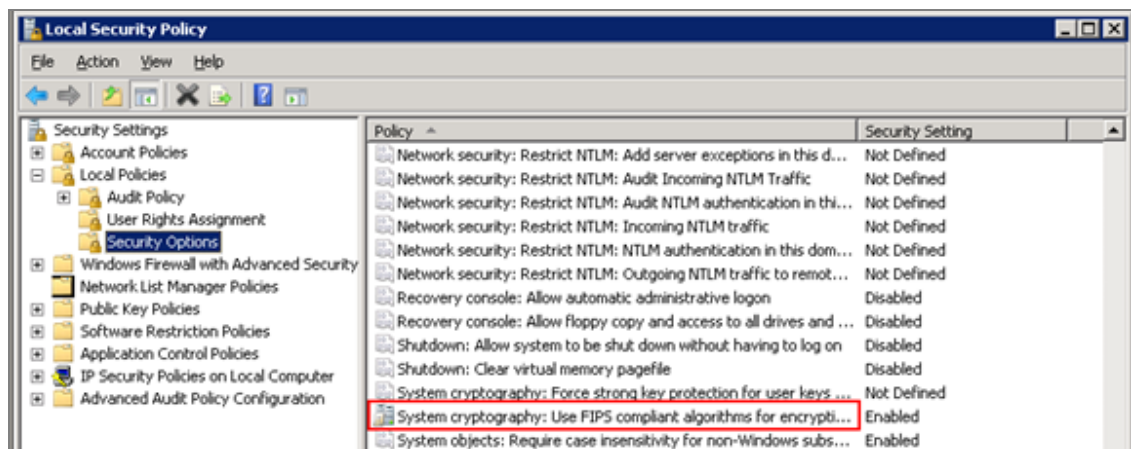 Local Security Policy
File Action View Help
Security Settings
Account Policies
Local Policies
Audit Policy
User Rights Assignment
Security Options
Windows Firewall with Advanced Security
Network List Manager Policies
Public Key Policies
Software Restriction Policies
Application Control Policies
IP Security Policies on Local Computer
Advanced Audit Policy Configuration
Policy Security Setting
Network security: Restrict NTLM: Add server exceptions in this d... Not Defined
Network security: Restrict NTLM: Audit Incoming NTLM Traffic Not Defined
Network security: Restrict NTLM: Audit NTLM authentication in thi... Not Defined
Network security: Restrict NTLM: Incoming NTLM traffic Not Defined
Network security: Restrict NTLM: NTLM authentication in this dom... Not Defined
Network security: Restrict NTLM: Outgoing NTLM traffic to remot... Not Defined
Recovery console: Allow automatic administrative logon Disabled
Recovery console: Allow floppy copy and access to all drives and ... Disabled
Shutdown: Allow system to be shut down without having to log on Disabled
Shutdown: Clear virtual memory pagefile Disabled
System cryptography: Force strong key protection for user keys ... Not Defined
System cryptography: Use FIPS compliant algorithms for encrypti... Enabled
System objects: Require case insensitivity for non-Windows subs... Enabled